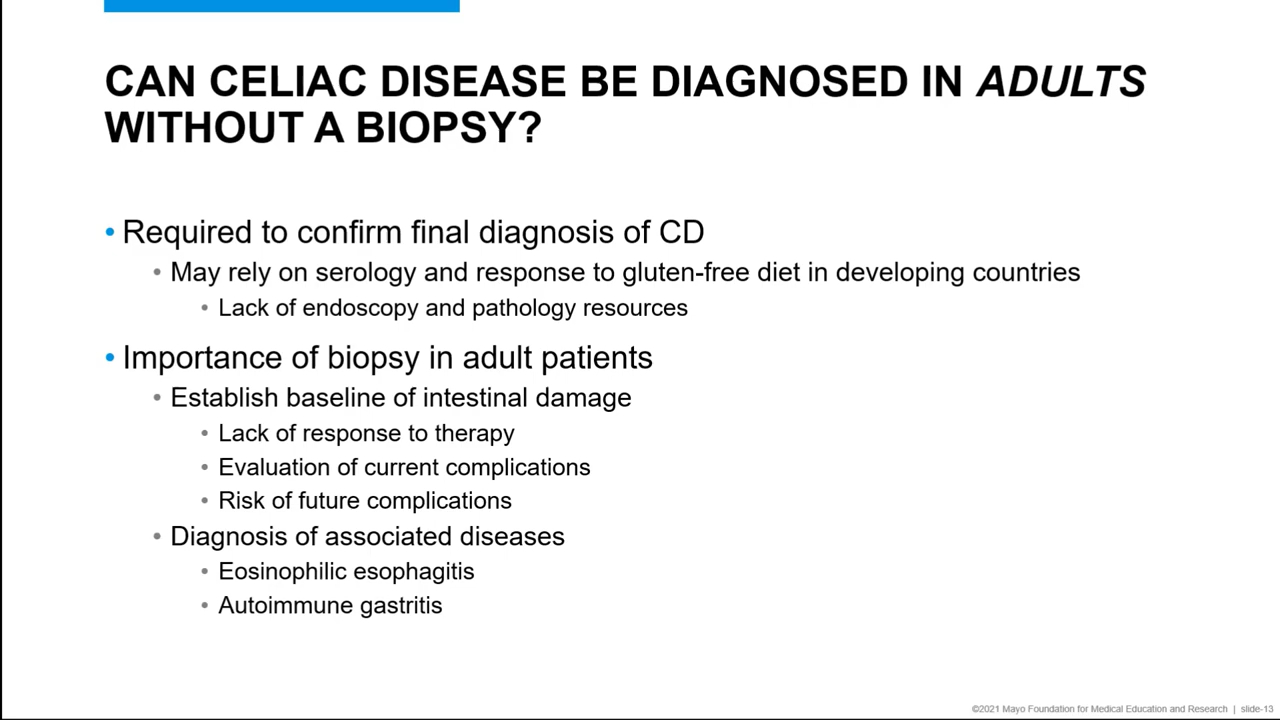 CAN CELIAC DISEASE BE DIAGNOSED IN ADULTS
WITHOUT A BIOPSY?
• Required to confirm final diagnosis of CD
• May rely on serology and response to gluten-free diet in developing countries
• Lack of endoscopy and pathology resources
• Importance of biopsy in adult patients
• Establish baseline of intestinal damage
• Lack of response to therapy
• Evaluation of current complications
• Risk of future complications
• Diagnosis of associated diseases
• Eosinophilic esophagitis
• Autoimmune gastritis
©2021 Mayo Foundation for Medical Education and Research | slide-13